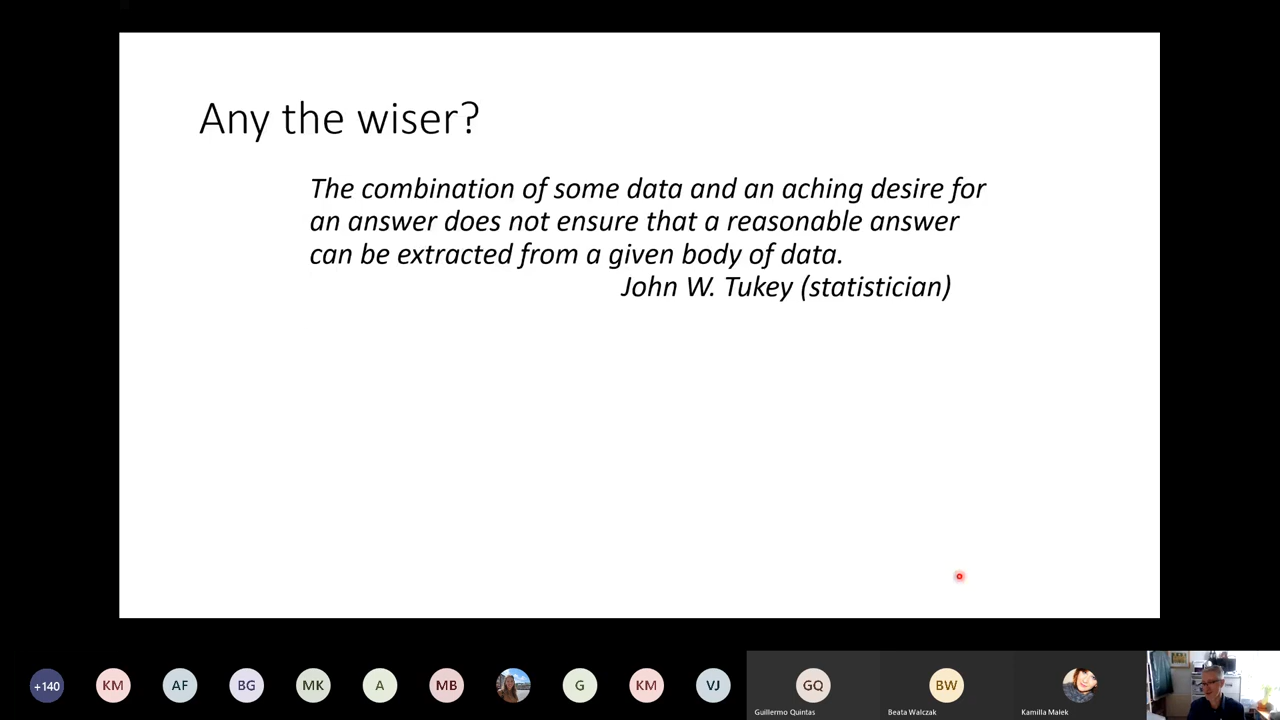 Any the wiser?
The combination of some data and an aching desire for
an answer does not ensure that a reasonable answer
can be extracted from a given body of data.
John W. Tukey (statistician)
+140
KM
AF
BG
MK
A
MB
G
KM
VJ
GQ
BW
Guillermo Quintas
Beata Walczak
Kamilla Małek